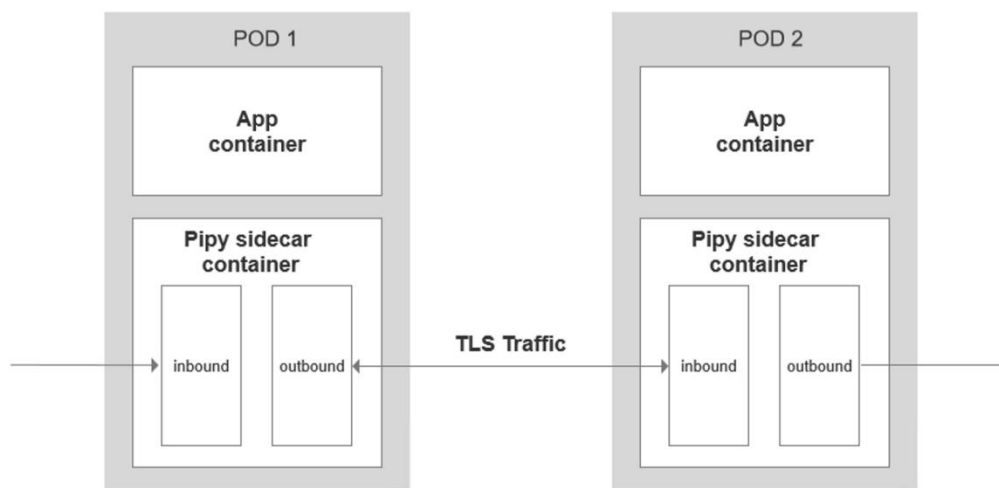 POD 1
App
container
Pipy sidecar
container
inbound
outbound
TLS Traffic
POD 2
App
container
Pipy sidecar
container
inbound
outbound